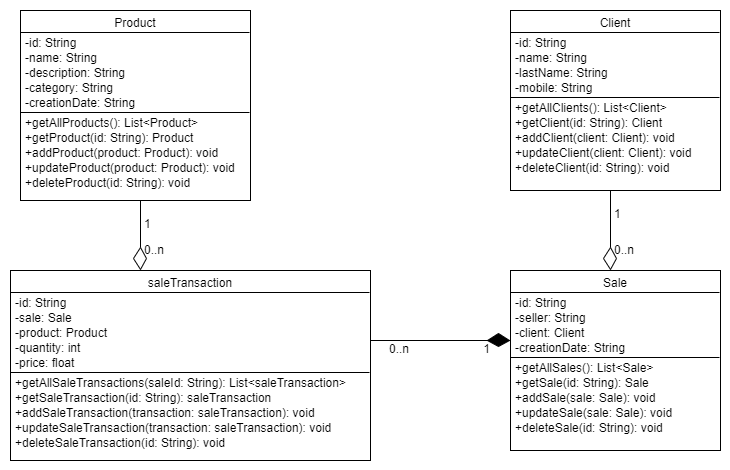 Product
-id: String
-name: String
-description: String
-category: String
-creationDate: String
+getAllProducts(): List<Product>
+getProduct(id: String): Product
+addProduct(product: Product): void
+updateProduct(product: Product): void
+deleteProduct(id: String): void
Client
-id: String
-name: String
-lastName: String
-mobile: String
+getAllClients(): List<Client>
+getClient(id: String): Client
+addClient(client: Client): void
+updateClient(client: Client): void
+deleteClient(id: String): void
1
0..n
1
0..n
saleTransaction
-id: String
-sale: Sale
-product: Product
-quantity: int
-price: float
+getAllSaleTransactions(saleId: String): List<saleTransaction>
+getSaleTransaction(id: String): saleTransaction
+addSaleTransaction(transaction: saleTransaction): void
+updateSaleTransaction(transaction: saleTransaction): void
+deleteSaleTransaction(id: String): void
0..n
1
Sale
-id: String
-seller: String
-client: Client
-creationDate: String
+getAllSales(): List<Sale>
+getSale(id: String): Sale
+addSale(sale: Sale): void
+updateSale(sale: Sale): void
+deleteSale(id: String): void